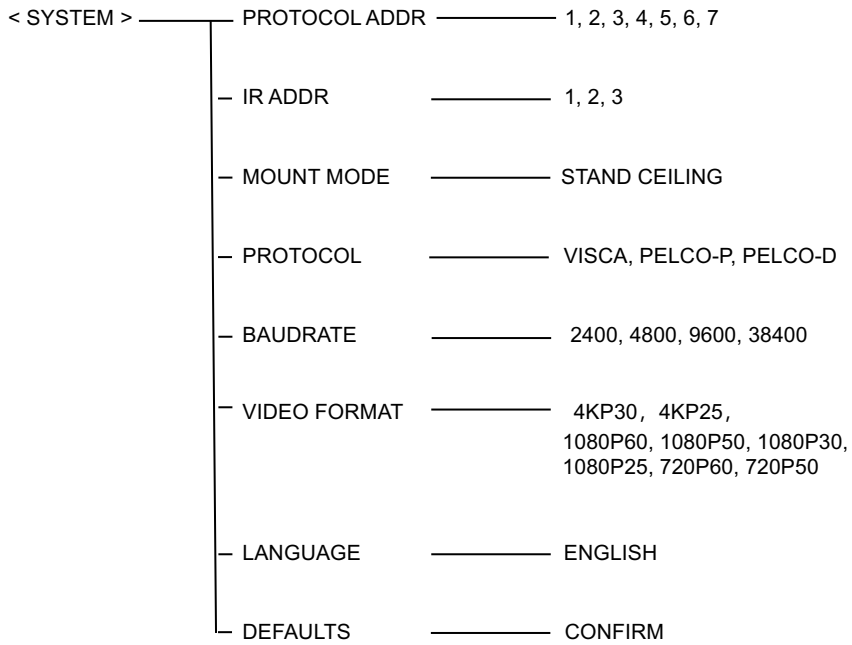 < SYSTEM > PROTOCOL ADDR 1, 2, 3, 4, 5, 6, 7
IR ADDR 1, 2, 3
MOUNT MODE STAND CEILING
PROTOCOL VISCA, PELCO-P, PELCO-D
BAUDRATE 2400, 4800, 9600, 38400
VIDEO FORMAT 4KP30，4KP25，
1080P60, 1080P50, 1080P30,
1080P25, 720P60, 720P50
LANGUAGE ENGLISH
DEFAULTS CONFIRM